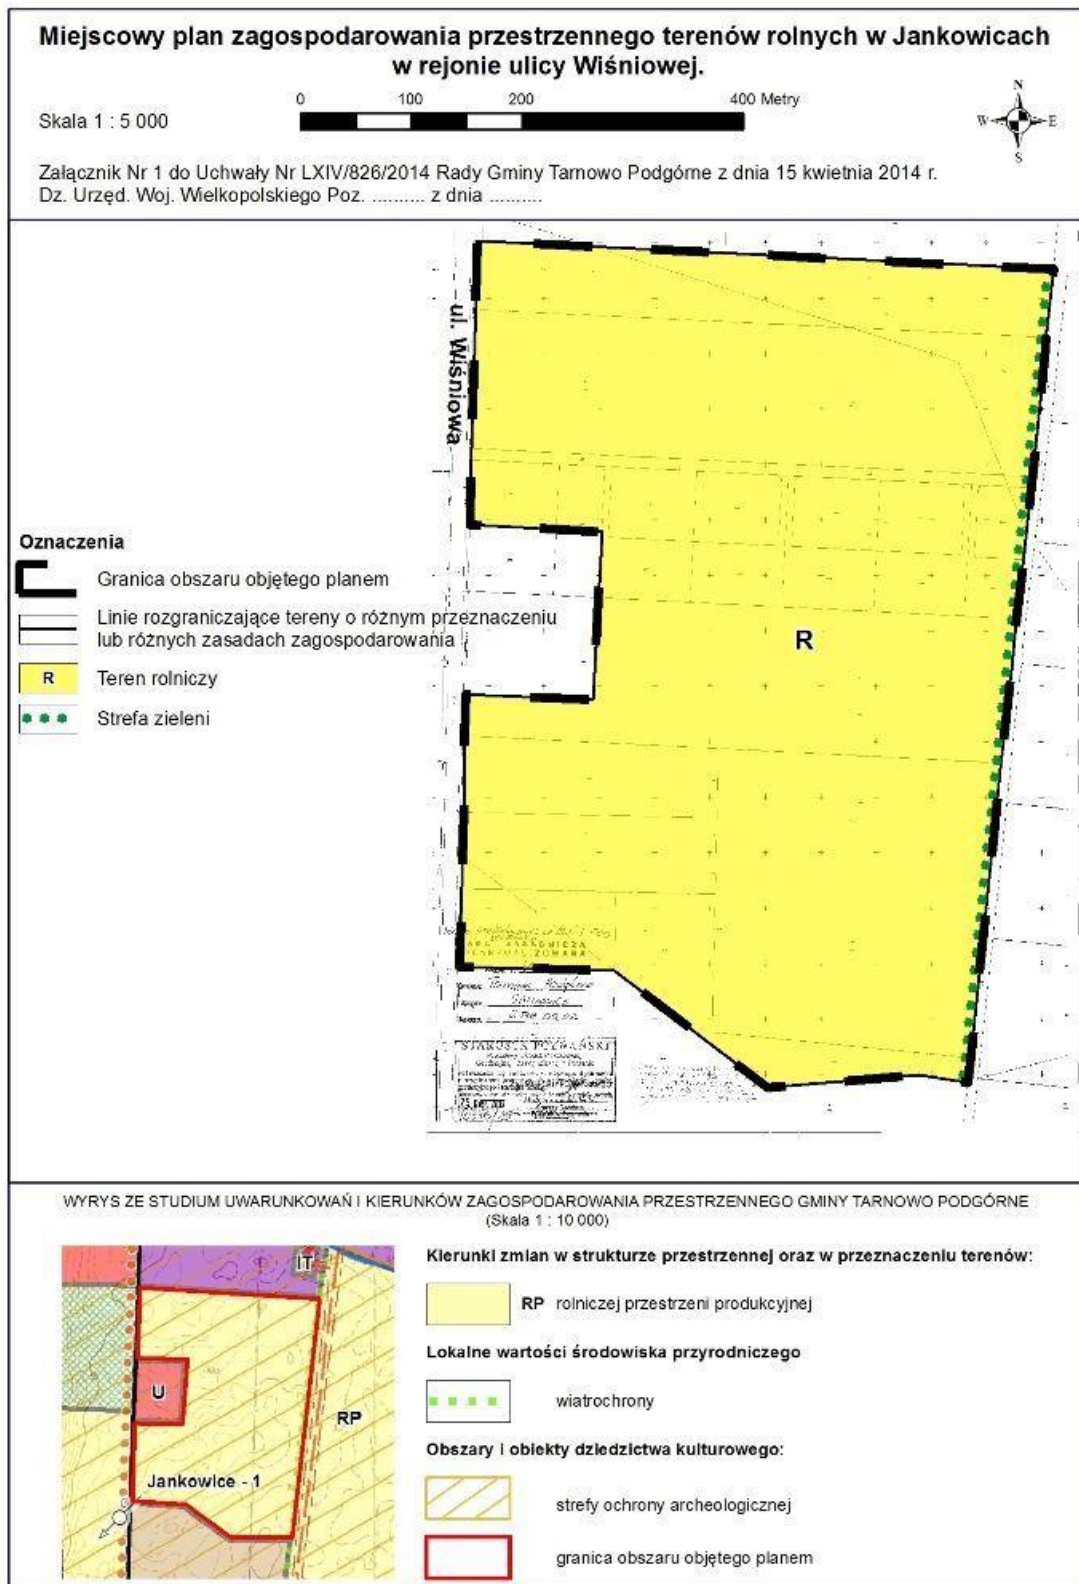 Miejscowy plan zagospodarowania przestrzennego terenów rolnych w Jankowicach
w rejonie ulicy Wiśniowej.
0 100 200 400 Metry
Skala 1 : 5 000
N
W E
S
Załącznik Nr 1 do Uchwały Nr LXIV/826/2014 Rady Gminy Tarnowo Podgórne z dnia 15 kwietnia 2014 r.
Dz. Urzęd. Woj. Wielkopolskiego Poz. .......... z dnia ..........
ul. Wiśniowa
Oznaczenia
Granica obszaru objętego planem
Linie rozgraniczające tereny o różnym przeznaczeniu
lub różnych zasadach zagospodarowania
R Teren rolniczy
Strefa zieleni
R
STAROSTA POZNAŃSKI
WYRYS ZE STUDIUM UWARUNKOWAŃ I KIERUNKÓW ZAGOSPODAROWANIA PRZESTRZENNEGO GMINY TARNOWO PODGÓRNE
(Skala 1 : 10 000)
IT
U
RP
Jankowice - 1
Kierunki zmian w strukturze przestrzennej oraz w przeznaczeniu terenów:
RP rolniczej przestrzeni produkcyjnej
Lokalne wartości środowiska przyrodniczego
wiatrochrony
Obszary i obiekty dziedzictwa kulturowego:
strefy ochrony archeologicznej
granica obszaru objętego planem